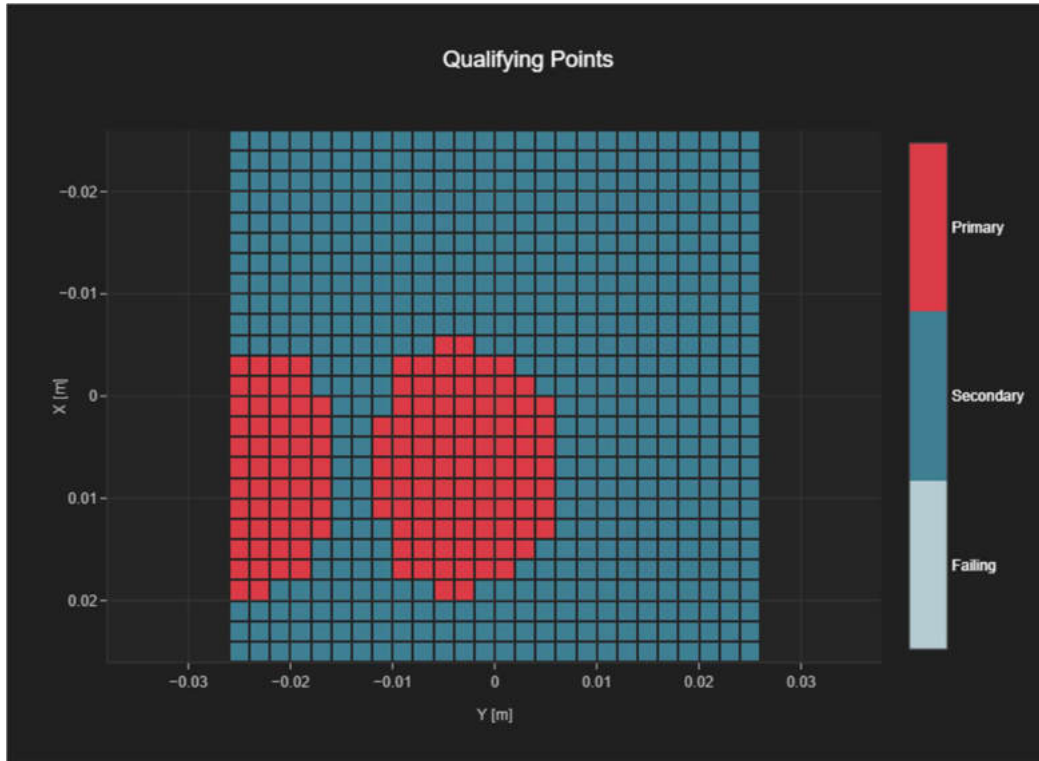 Qualifying Points
−0.02
−0.01
0
0.01
0.02
X [m]
−0.03
−0.02
−0.01
0
0.01
0.02
0.03
Y [m]
Primary
Secondary
Failing